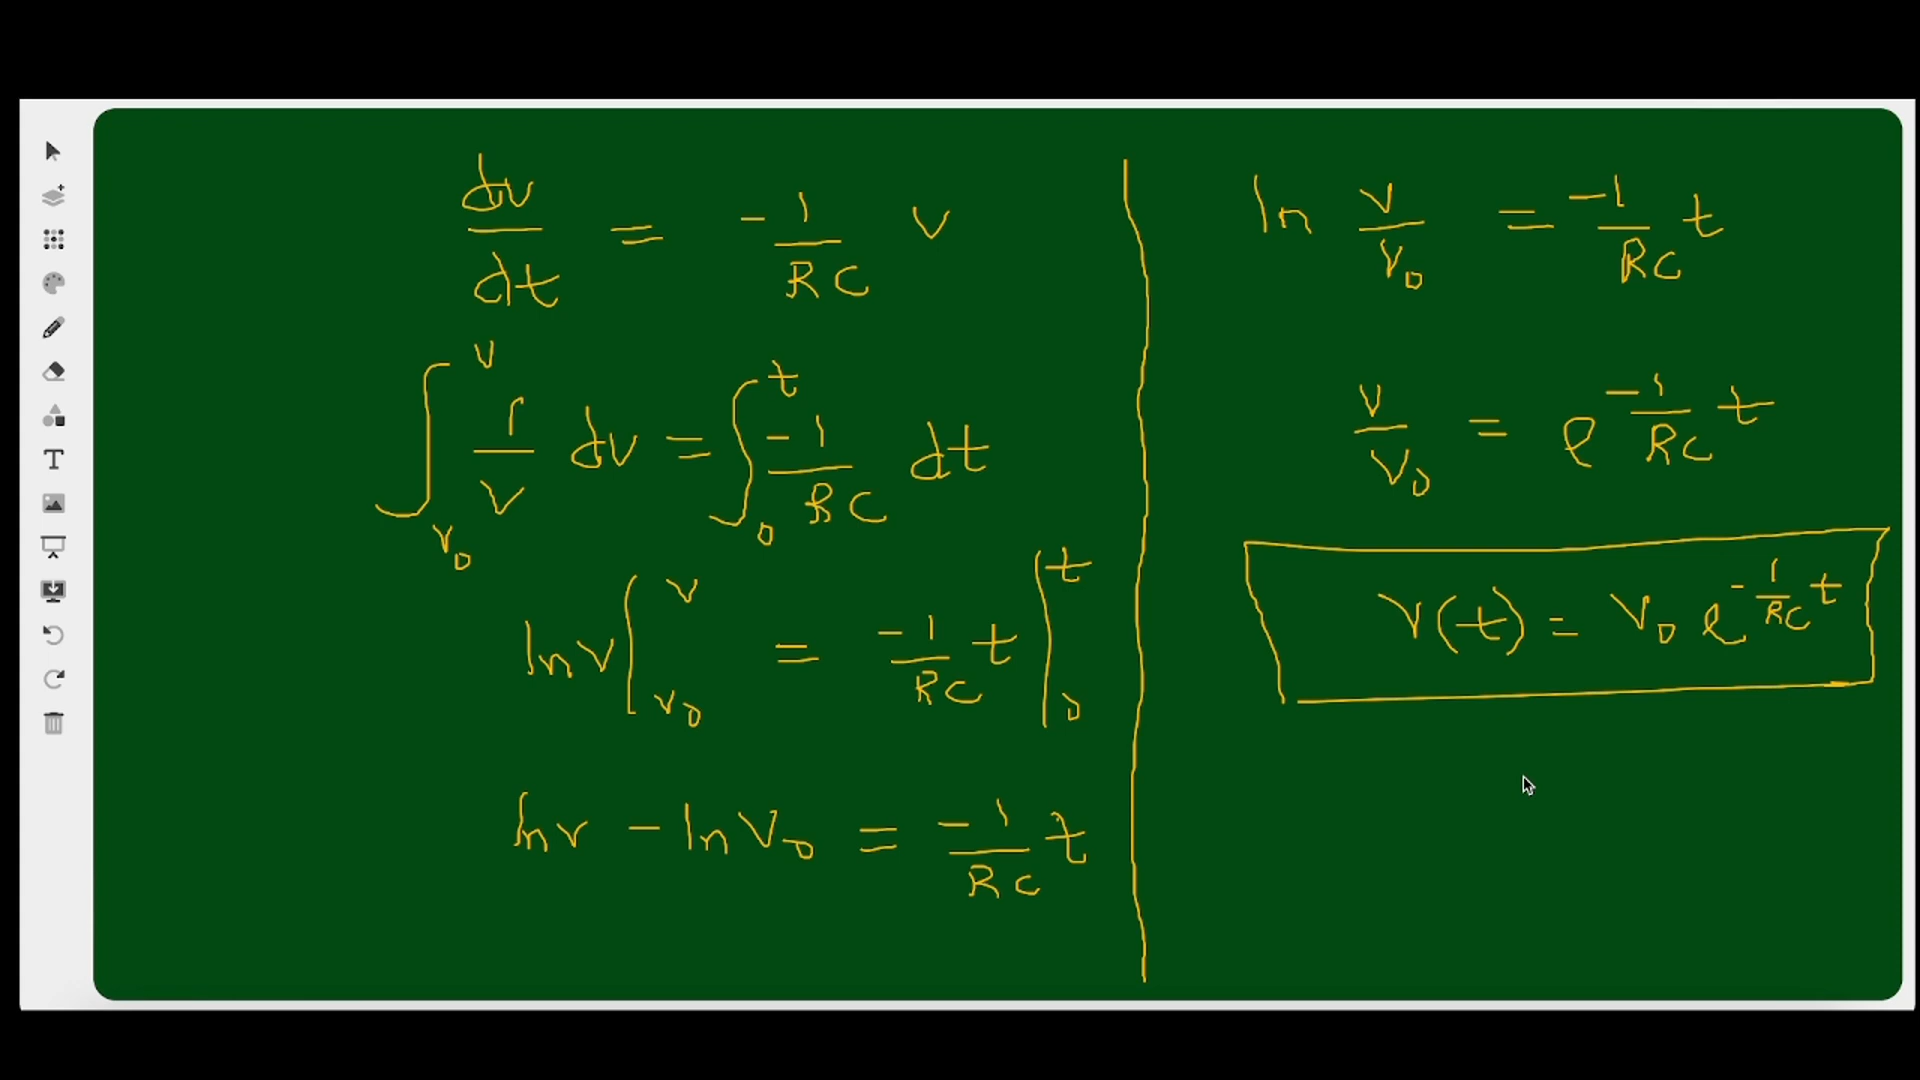 dv/dt = -1/RC v
∫_{v0}^{v} 1/v dv = ∫_0^t -1/RC dt
ln v |_{v0}^{v} = -1/RC t |_0^t
ln v - ln V0 = -1/RC t
ln v/v0 = -1/RC t
v/V0 = e^{-1/RC t}
v(t) = V0 e^{-1/RC t}
T